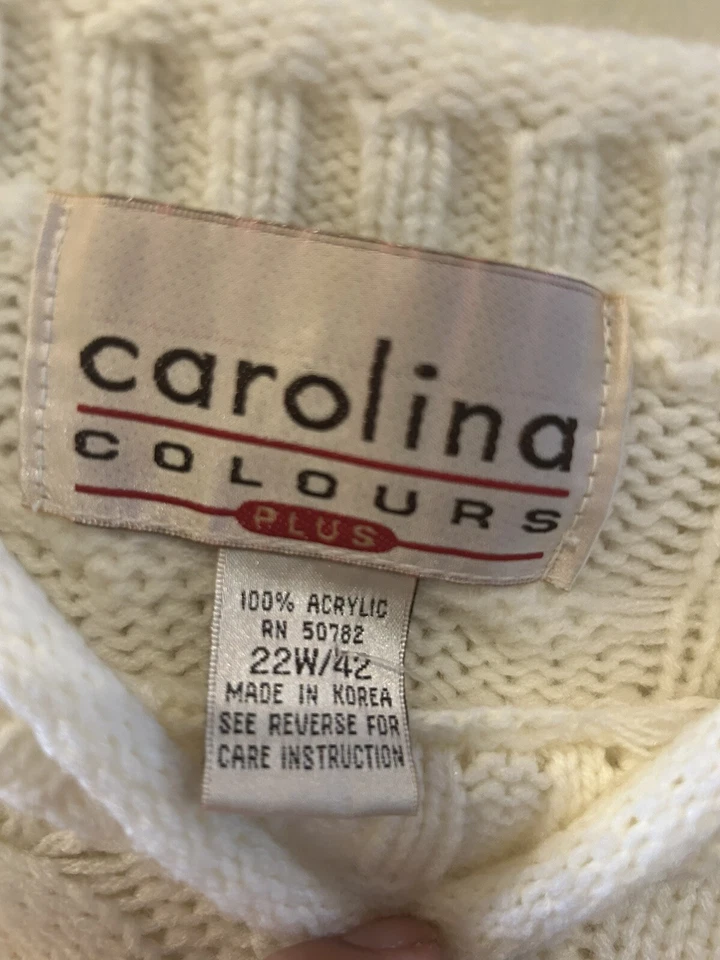 carolina
COLOURS
PLUS
100% ACRYLIC
RN 50782
22W/42
MADE IN KOREA
SEE REVERSE FOR
CARE INSTRUCTION